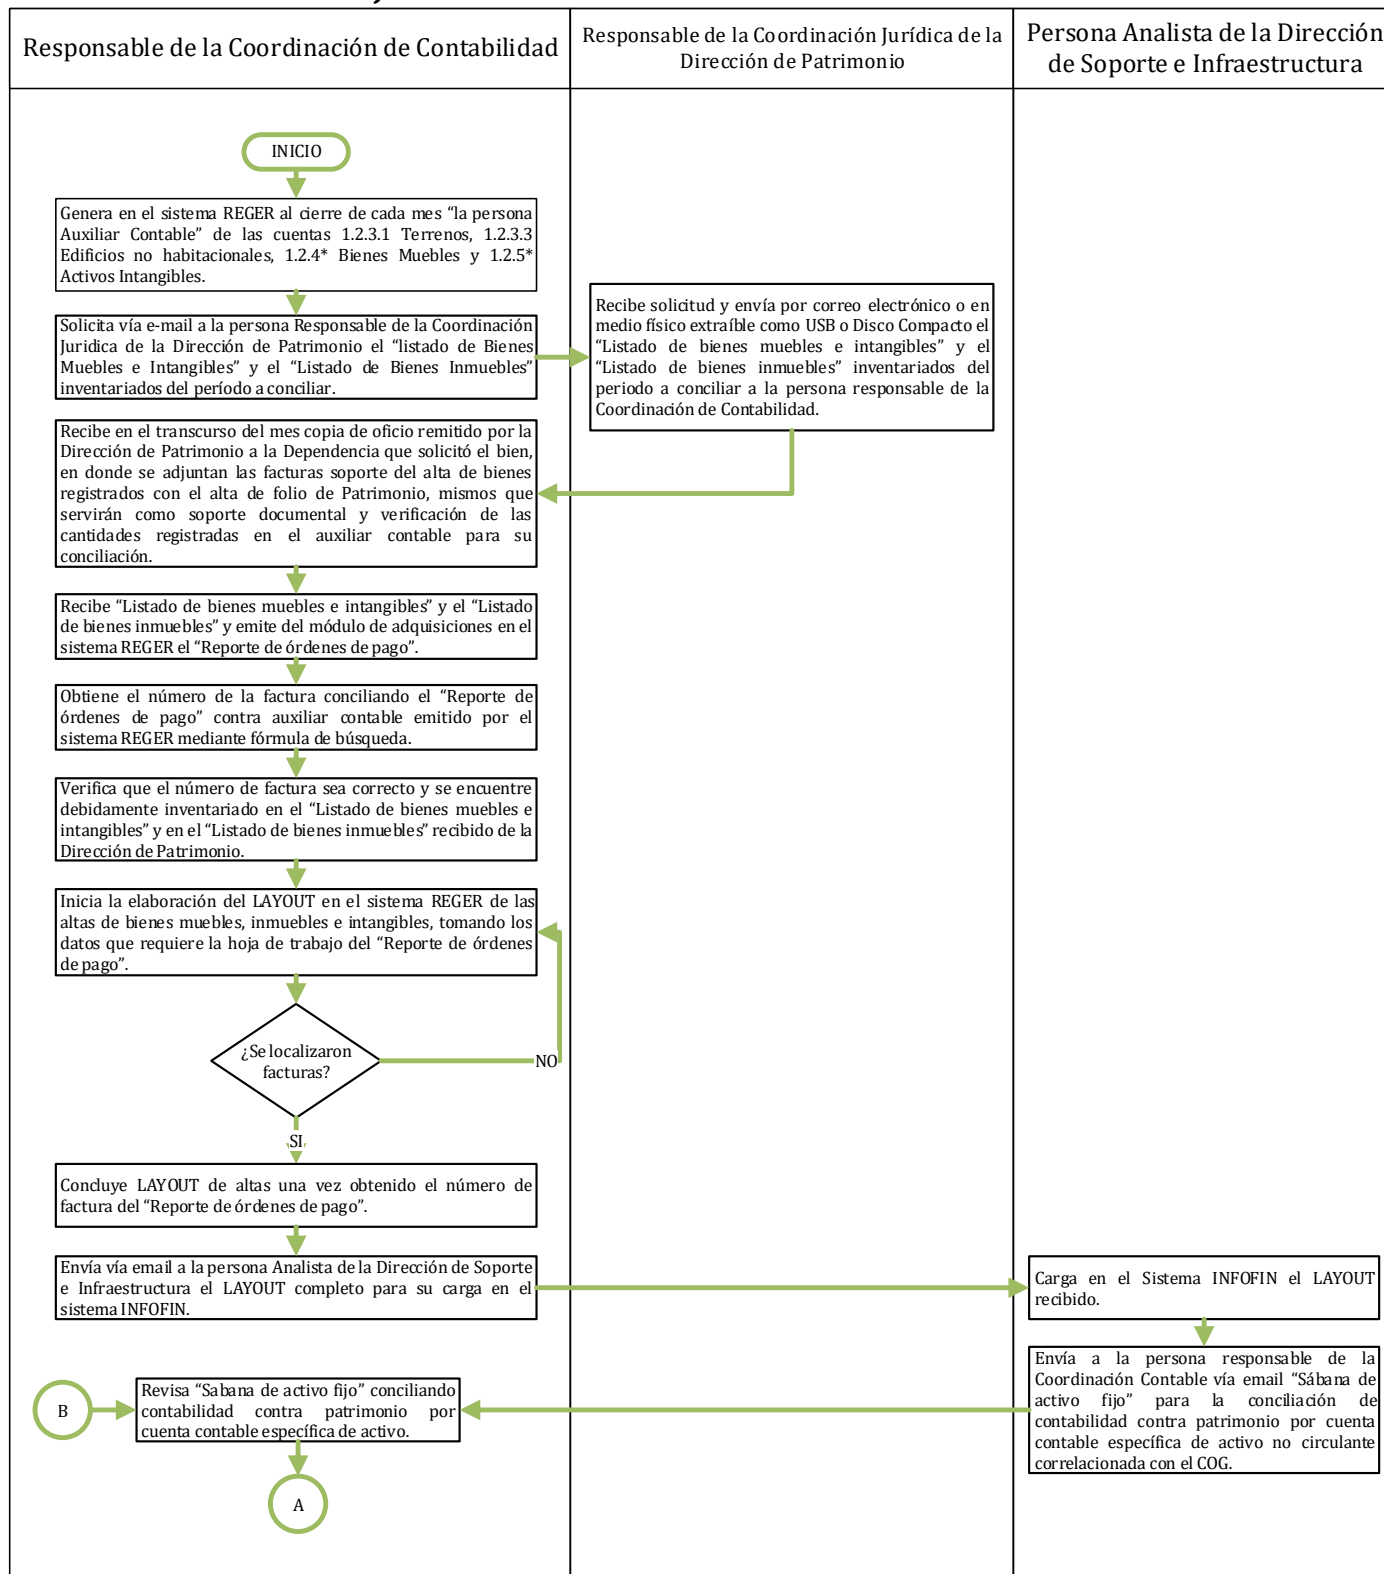 Responsable de la Coordinación de Contabilidad
Responsable de la Coordinación Jurídica de la
Dirección de Patrimonio
Persona Analista de la Dirección
de Soporte e Infraestructura
INICIO
Genera en el sistema REGER al cierre de cada mes “la persona
Auxiliar Contable” de las cuentas 1.2.3.1 Terrenos, 1.2.3.3
Edificios no habitacionales, 1.2.4* Bienes Muebles y 1.2.5*
Activos Intangibles.
Solicita vía e-mail a la persona Responsable de la Coordinación
Juridica de la Dirección de Patrimonio el “listado de Bienes
Muebles e Intangibles” y el “Listado de Bienes Inmuebles”
inventariados del período a conciliar.
Recibe solicitud y envía por correo electrónico o en
medio físico extraíble como USB o Disco Compacto el
“Listado de bienes muebles e intangibles” y el
“Listado de bienes inmuebles” inventariados del
periodo a conciliar a la persona responsable de la
Coordinación de Contabilidad.
Recibe en el transcurso del mes copia de oficio remitido por la
Dirección de Patrimonio a la Dependencia que solicitó el bien,
en donde se adjuntan las facturas soporte del alta de bienes
registrados con el alta de folio de Patrimonio, mismos que
servirán como soporte documental y verificación de las
cantidades registradas en el auxiliar contable para su
conciliación.
Recibe “Listado de bienes muebles e intangibles” y el “Listado
de bienes inmuebles” y emite del módulo de adquisiciones en el
sistema REGER el “Reporte de órdenes de pago”.
Obtiene el número de la factura conciliando el “Reporte de
órdenes de pago” contra auxiliar contable emitido por el
sistema REGER mediante fórmula de búsqueda.
Verifica que el número de factura sea correcto y se encuentre
debidamente inventariado en el “Listado de bienes muebles e
intangibles” y en el “Listado de bienes inmuebles” recibido de la
Dirección de Patrimonio.
Inicia la elaboración del LAYOUT en el sistema REGER de las
altas de bienes muebles, inmuebles e intangibles, tomando los
datos que requiere la hoja de trabajo del “Reporte de órdenes
de pago”.
¿Se localizaron
facturas?
NO
SI
Concluye LAYOUT de altas una vez obtenido el número de
factura del “Reporte de órdenes de pago”.
Envía vía email a la persona Analista de la Dirección de Soporte
e Infraestructura el LAYOUT completo para su carga en el
sistema INFOFIN.
Carga en el Sistema INFOFIN el LAYOUT
recibido.
Envía a la persona responsable de la
Coordinación Contable vía email “Sábana de
activo fijo” para la conciliación de
contabilidad contra patrimonio por cuenta
contable específica de activo no circulante
correlacionada con el COG.
B
Revisa “Sabana de activo fijo” conciliando
contabilidad contra patrimonio por
cuenta contable específica de activo.
A